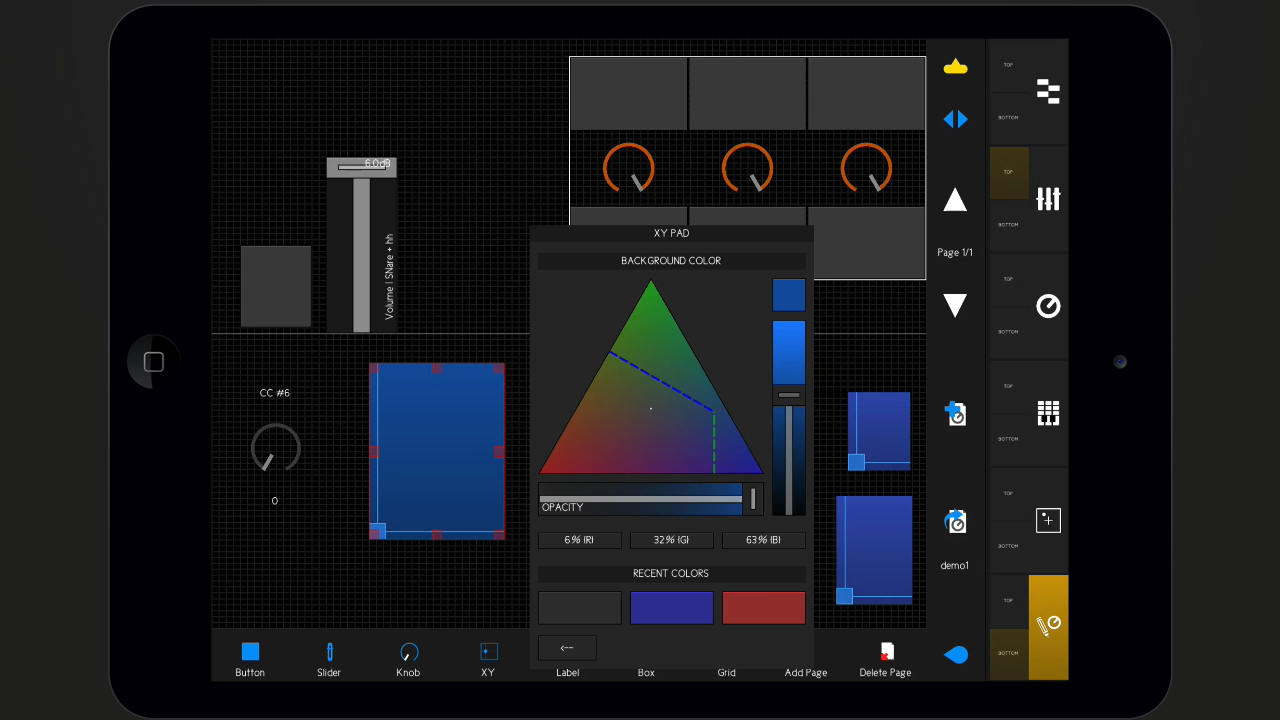 TOP
BOTTOM
6.0dB
TOP
BOTTOM
XY PAD
Volume | SNare + hh
Page 1/1
BACKGROUND COLOR
TOP
BOTTOM
CC #6
TOP
BOTTOM
0
OPACITY
TOP
6% (R)
32% (G)
63% (B)
BOTTOM
demo1
RECENT COLORS
TOP
<--
BOTTOM
Button
Slider
Knob
XY
Label
Box
Grid
Add Page
Delete Page